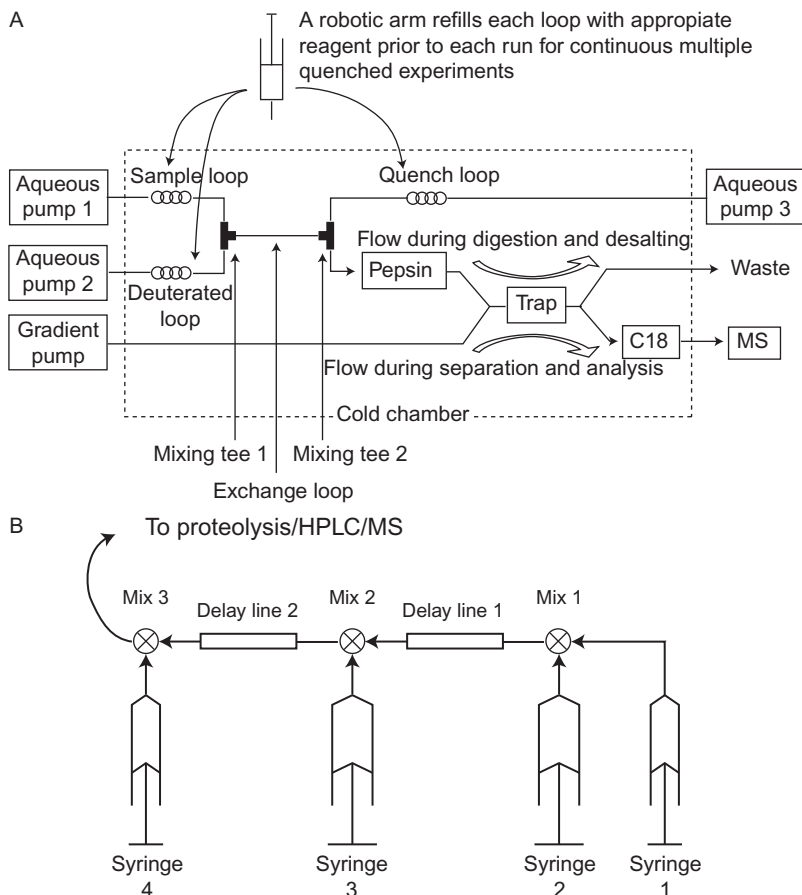 A
A robotic arm refills each loop with appropiate
reagent prior to each run for continuous multiple
quenched experiments
Aqueous
pump 1
Sample loop
Quench loop
Aqueous
pump 3
Aqueous
pump 2
Deuterated
loop
Flow during digestion and desalting
Pepsin
Waste
Trap
Gradient
pump
C18
MS
Flow during separation and analysis
Cold chamber
Mixing tee 1
Mixing tee 2
Exchange loop
B
To proteolysis/HPLC/MS
Mix 3
Delay line 2
Mix 2
Delay line 1
Mix 1
Syringe
4
Syringe
3
Syringe
2
Syringe
1